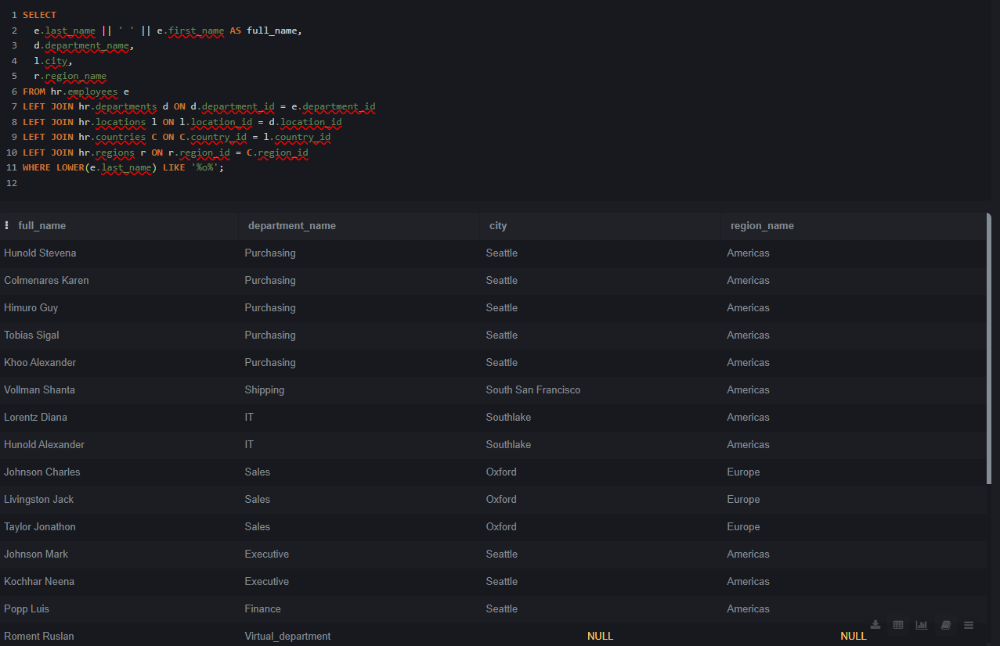 1 SELECT
2 e.last_name || ' ' || e.first_name AS full_name,
3 d.department_name,
4 l.city,
5 r.region_name
6 FROM hr.employees e
7 LEFT JOIN hr.departments d ON d.department_id = e.department_id
8 LEFT JOIN hr.locations l ON l.location_id = d.location_id
9 LEFT JOIN hr.countries C ON C.country_id = l.country_id
10 LEFT JOIN hr.regions r ON r.region_id = C.region_id
11 WHERE LOWER(e.last_name) LIKE '%o%';
12
full_name department_name city region_name
Hunold Stevena Purchasing Seattle Americas
Colmenares Karen Purchasing Seattle Americas
Himuro Guy Purchasing Seattle Americas
Tobias Sigal Purchasing Seattle Americas
Khoo Alexander Purchasing Seattle Americas
Vollman Shanta Shipping South San Francisco Americas
Lorentz Diana IT Southlake Americas
Hunold Alexander IT Southlake Americas
Johnson Charles Sales Oxford Europe
Livingston Jack Sales Oxford Europe
Taylor Jonathon Sales Oxford Europe
Johnson Mark Executive Seattle Americas
Kochhar Neena Executive Seattle Americas
Popp Luis Finance Seattle Americas
Roment Ruslan Virtual_department NULL NULL